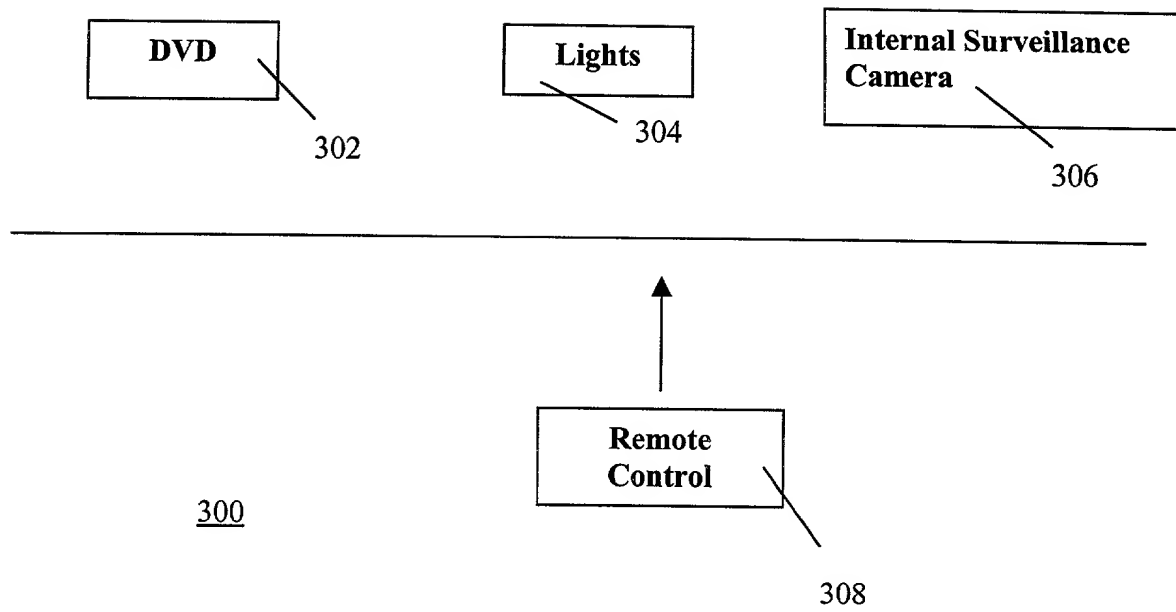 DVD
Lights
Internal Surveillance
Camera
302
304
306
Remote
Control
300
308